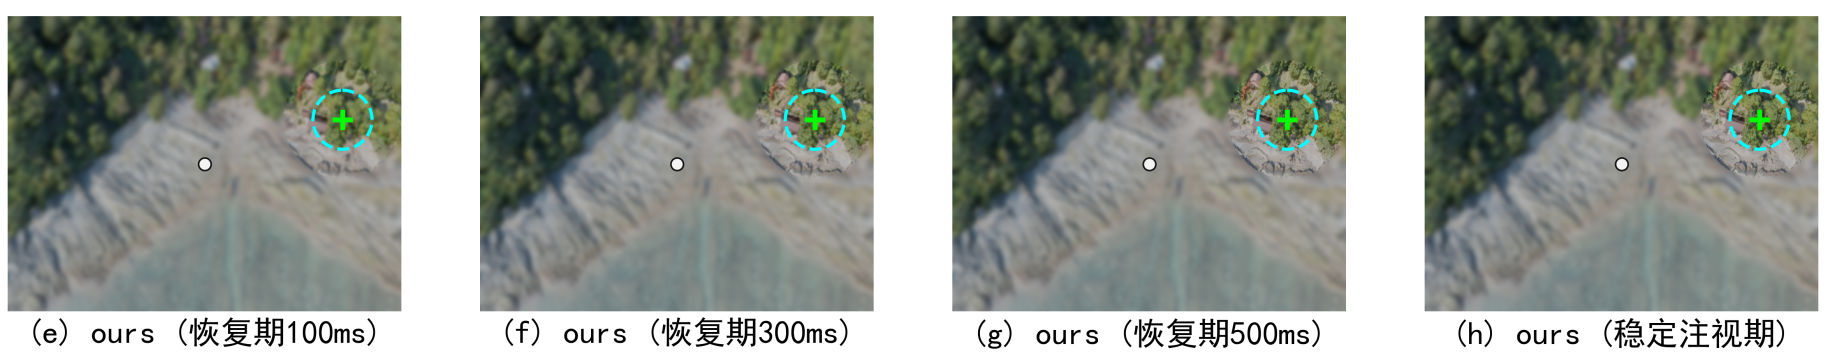 (e) ours (恢复期100ms)
(f) ours (恢复期300ms)
(g) ours (恢复期500ms)
(h) ours (稳定注视期)